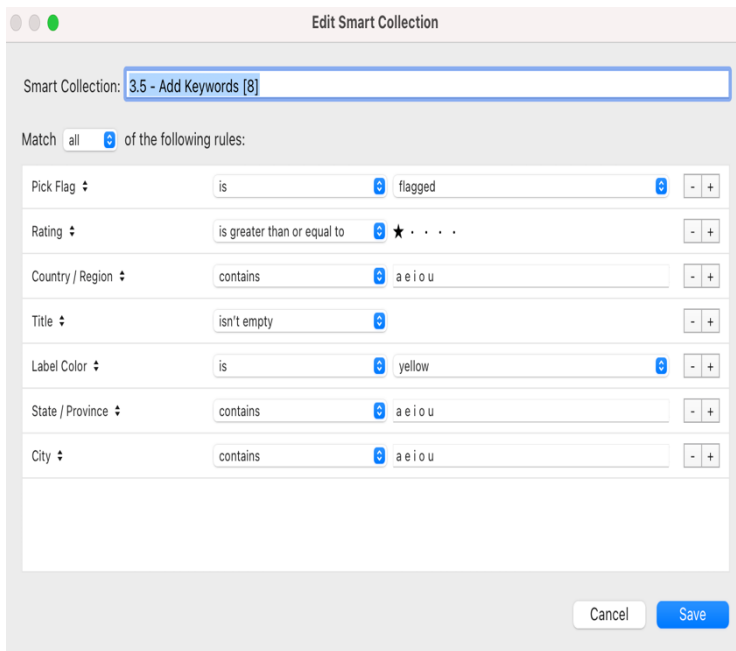 Edit Smart Collection
Smart Collection: 3.5 - Add Keywords [8]
Match all of the following rules:
Pick Flag is flagged - +
Rating is greater than or equal to ★ · · · · - +
Country / Region contains a e i o u - +
Title isn't empty - +
Label Color is yellow - +
State / Province contains a e i o u - +
City contains a e i o u - +
Cancel Save